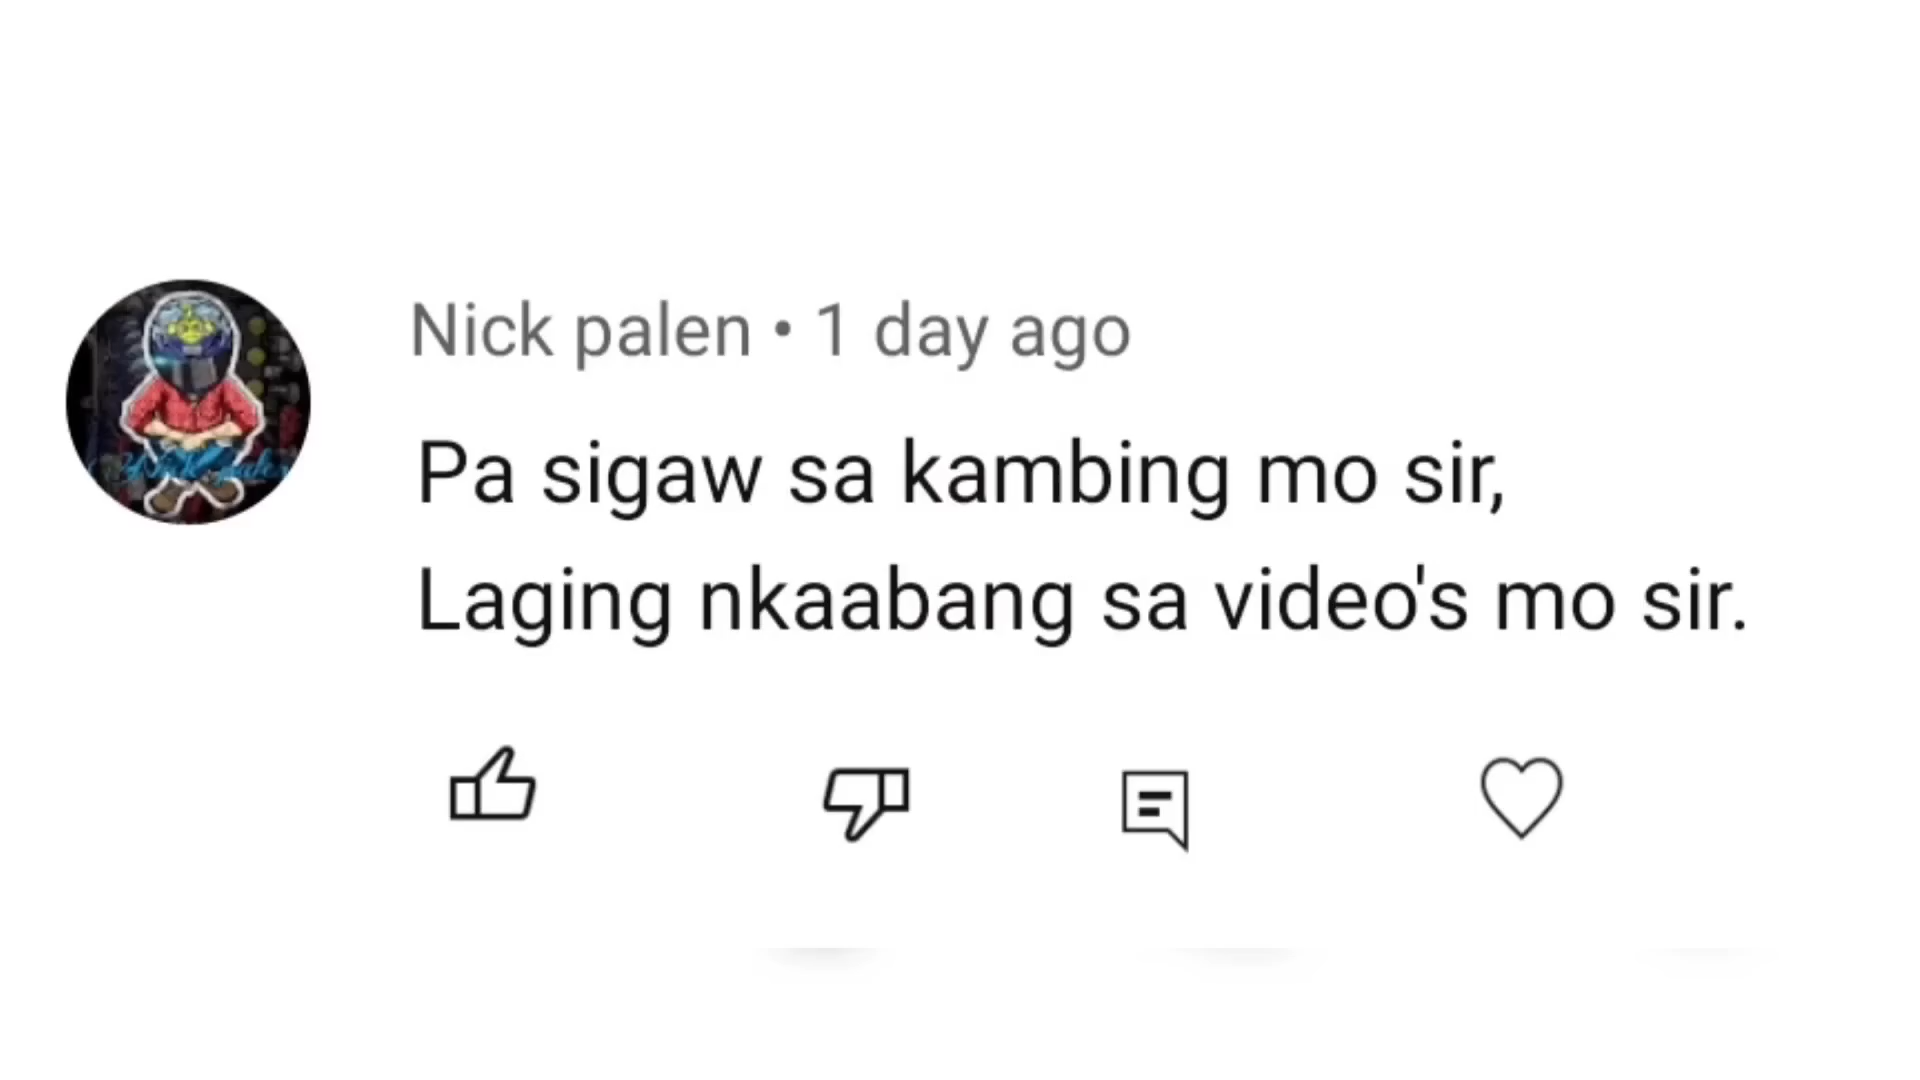 Nick palen • 1 day ago
Pa sigaw sa kambing mo sir,
Laging nkaabang sa video's mo sir.